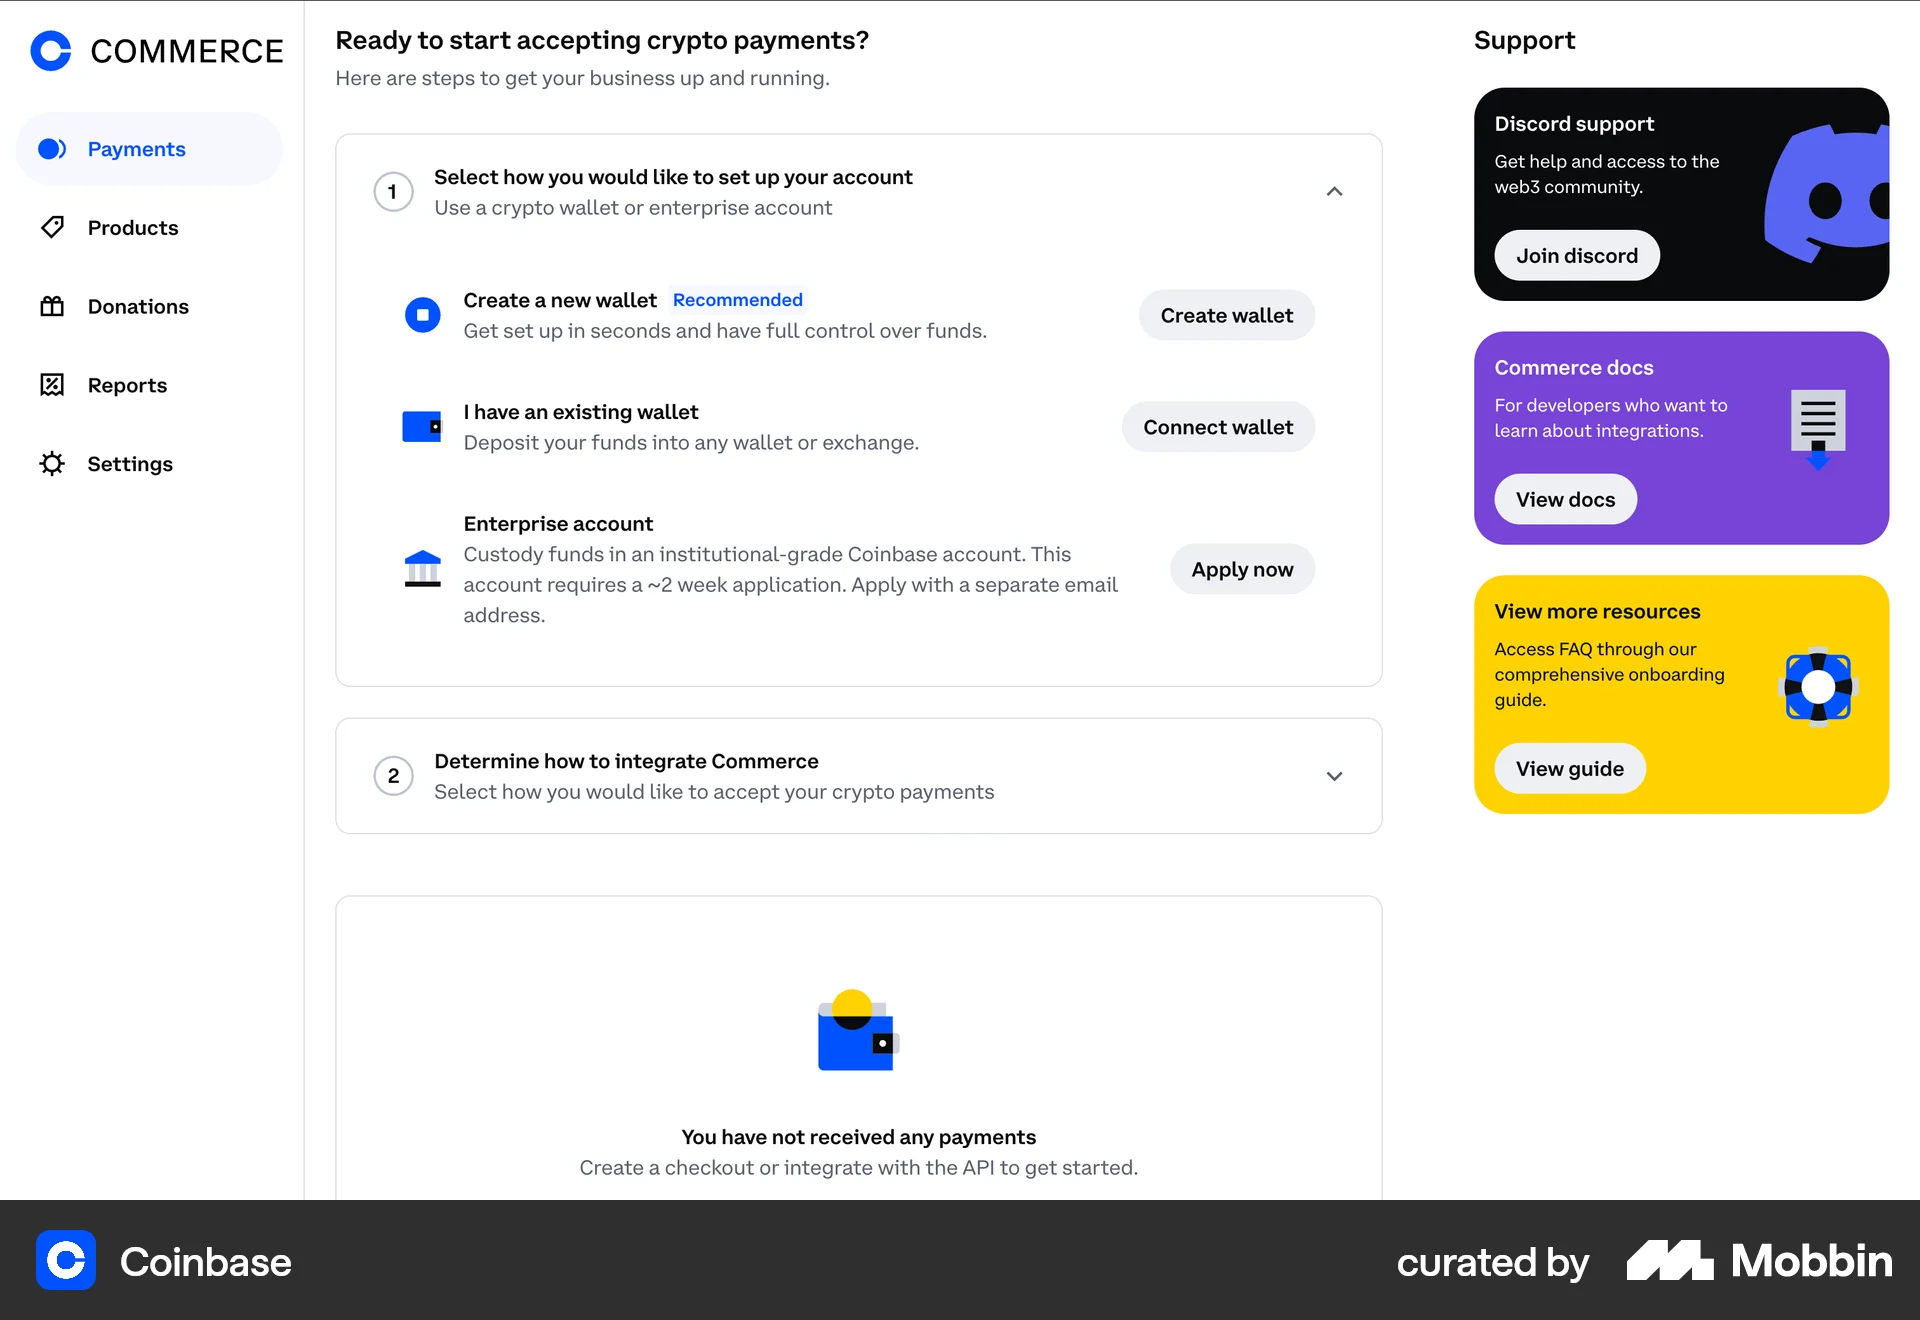 COMMERCE
Payments
Products
Donations
Reports
Settings
Ready to start accepting crypto payments?
Here are steps to get your business up and running.
1
Select how you would like to set up your account
Use a crypto wallet or enterprise account
Create a new wallet Recommended
Get set up in seconds and have full control over funds.
Create wallet
I have an existing wallet
Deposit your funds into any wallet or exchange.
Connect wallet
Enterprise account
Custody funds in an institutional-grade Coinbase account. This
account requires a ~2 week application. Apply with a separate email
address.
Apply now
2
Determine how to integrate Commerce
Select how you would like to accept your crypto payments
You have not received any payments
Create a checkout or integrate with the API to get started.
Support
Discord support
Get help and access to the
web3 community.
Join discord
Commerce docs
For developers who want to
learn about integrations.
View docs
View more resources
Access FAQ through our
comprehensive onboarding
guide.
View guide
Coinbase
curated by Mobbin